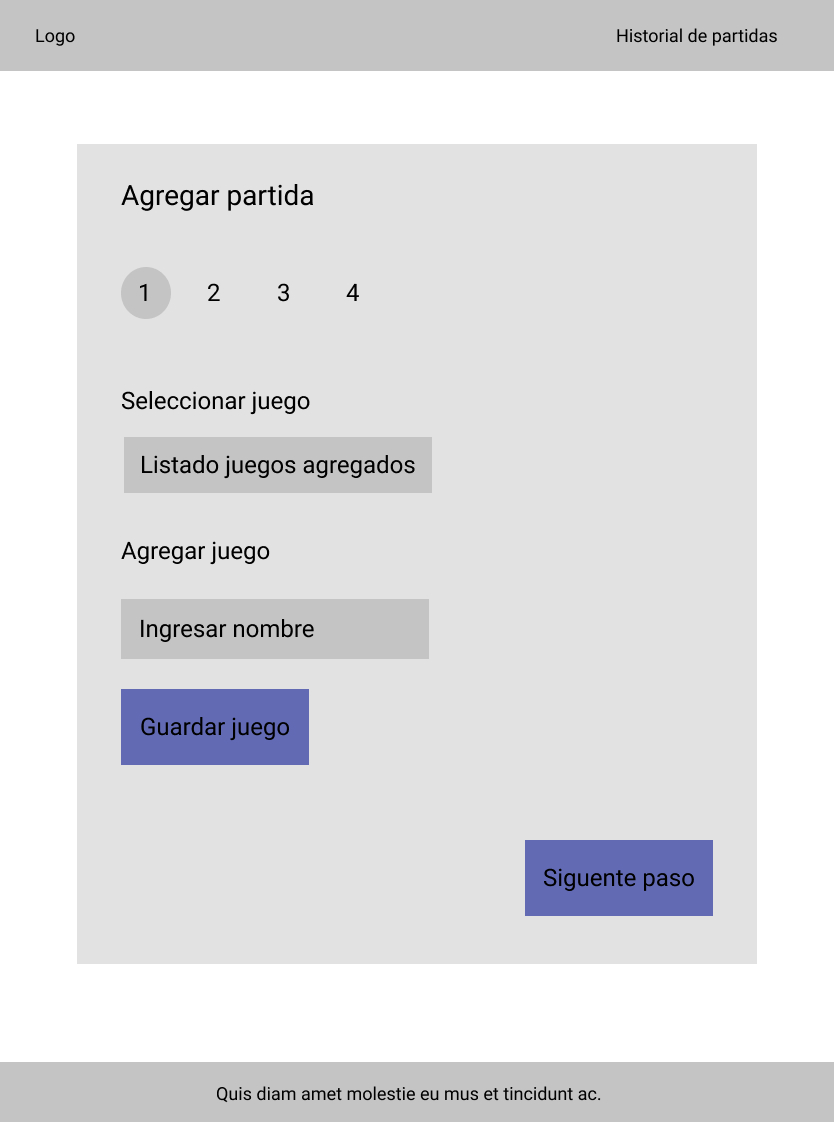 Logo
Historial de partidas
Agregar partida
1 2 3 4
Seleccionar juego
Listado juegos agregados
Agregar juego
Ingresar nombre
Guardar juego
Siguente paso
Quis diam amet molestie eu mus et tincidunt ac.